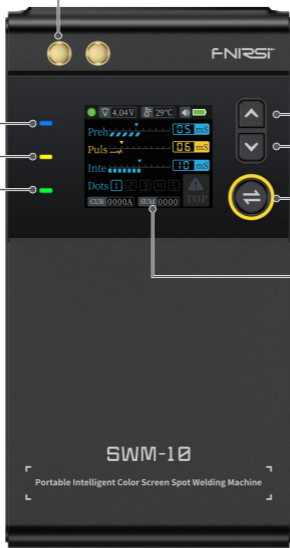 FNIRSI
4.04V 29℃
Preh 05 mS
Puls 06 mS
Inte 10 mS
Dots 1 2 3 4 5
TOP
CUR 0000A SUM 0000
SWM-10
Portable Intelligent Color Screen Spot Welding Machine